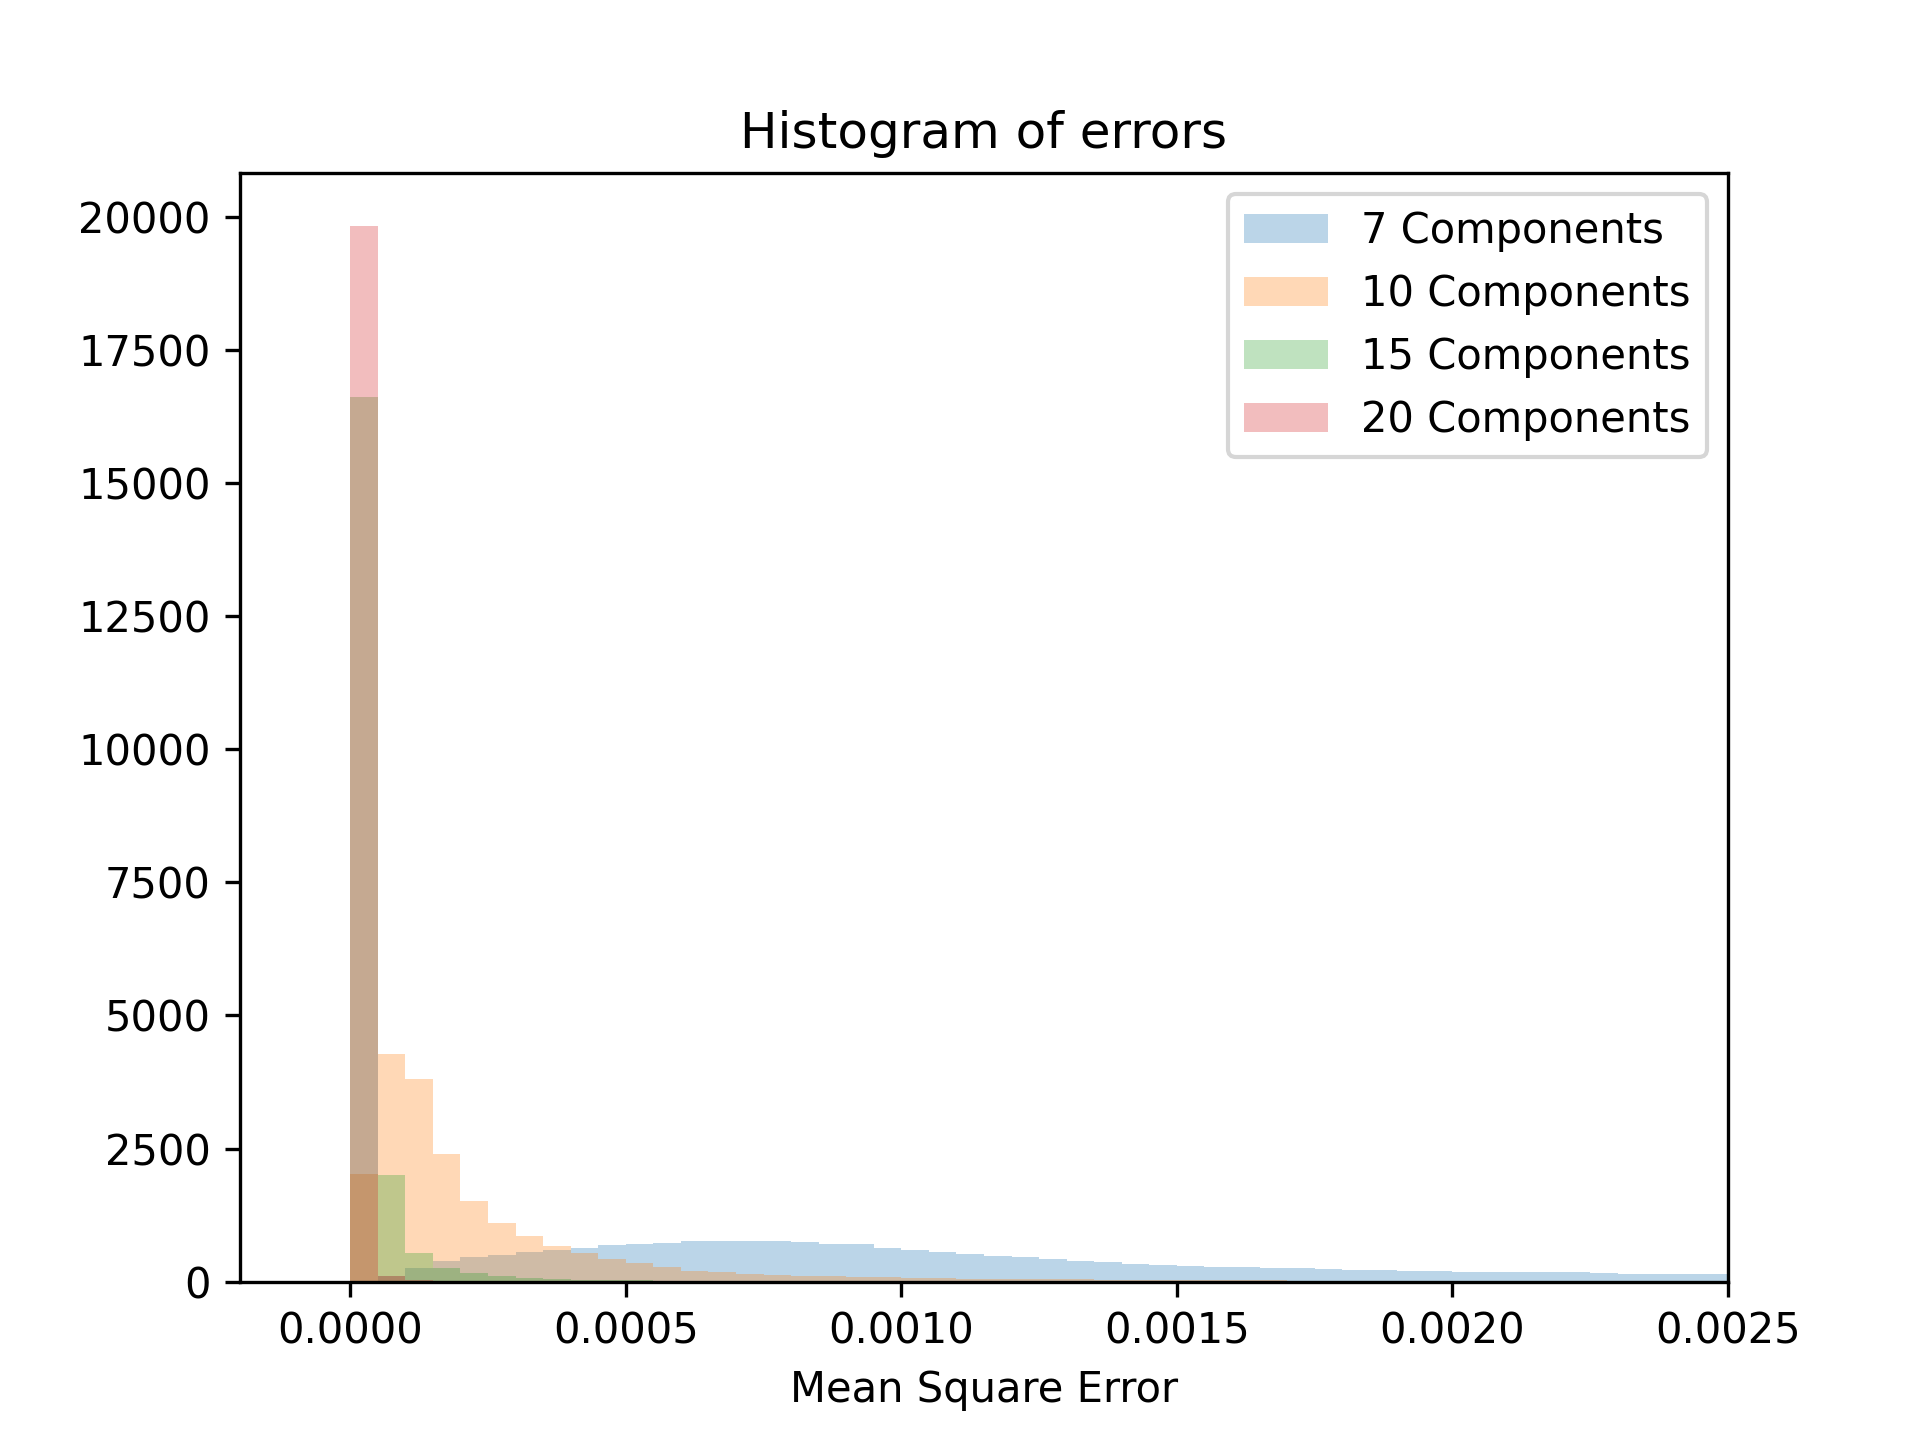 Histogram of errors
20000
17500
15000
12500
10000
7500
5000
2500
0
7 Components
10 Components
15 Components
20 Components
0.0000 0.0005 0.0010 0.0015 0.0020 0.0025
Mean Square Error